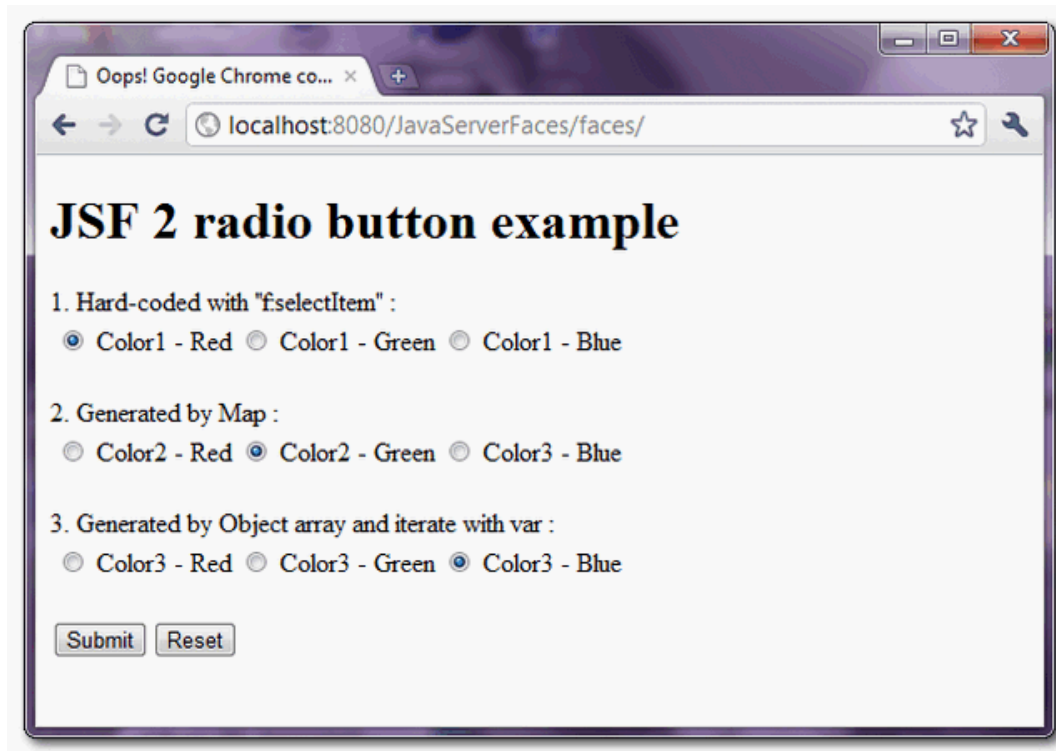 Oops! Google Chrome co...
localhost:8080/JavaServerFaces/faces/
JSF 2 radio button example
1. Hard-coded with "f:selectItem" :
Color1 - Red Color1 - Green Color1 - Blue
2. Generated by Map :
Color2 - Red Color2 - Green Color3 - Blue
3. Generated by Object array and iterate with var :
Color3 - Red Color3 - Green Color3 - Blue
Submit Reset